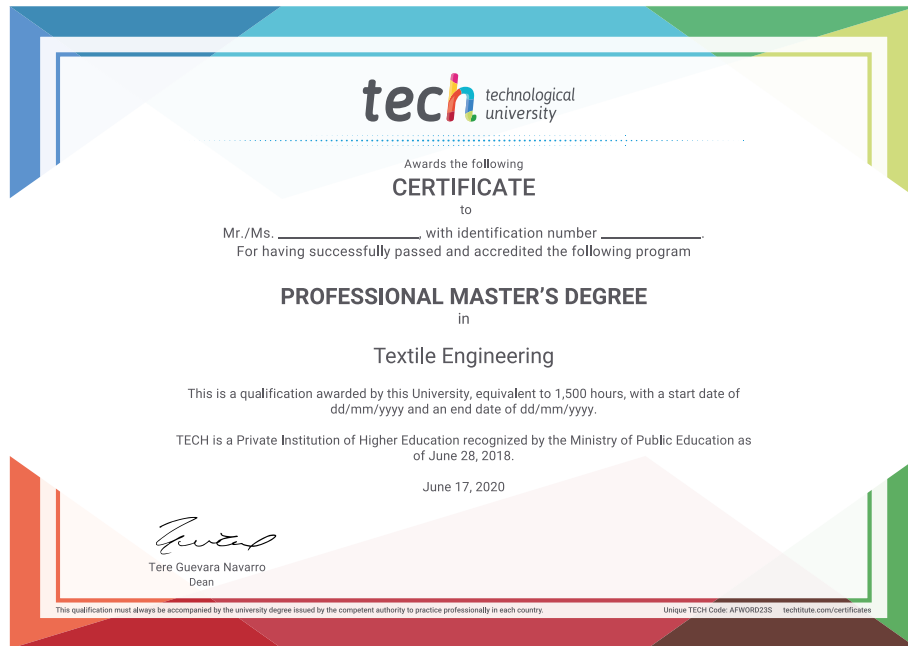 tech technological
university
Awards the following
CERTIFICATE
to
Mr./Ms. ____________________, with identification number ______________.
For having successfully passed and accredited the following program
PROFESSIONAL MASTER'S DEGREE
in
Textile Engineering
This is a qualification awarded by this University, equivalent to 1,500 hours, with a start date of
dd/mm/yyyy and an end date of dd/mm/yyyy.
TECH is a Private Institution of Higher Education recognized by the Ministry of Public Education as
of June 28, 2018.
June 17, 2020
Tere Guevara Navarro
Dean
This qualification must always be accompanied by the university degree issued by the competent authority to practice professionally in each country.
Unique TECH Code: AFWORD23S techtitute.com/certificates